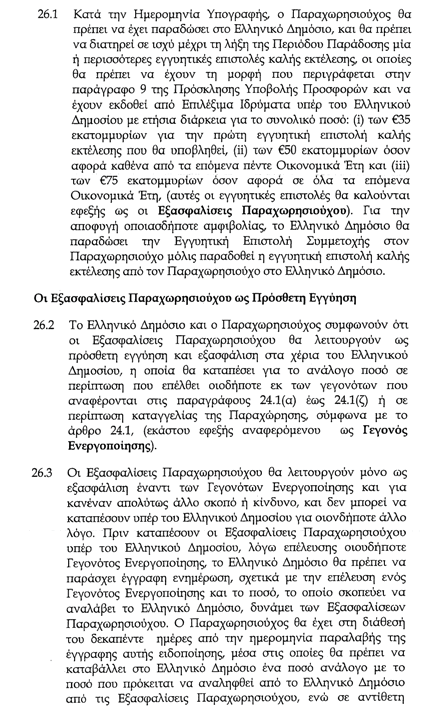 26.1 Κατά την Ημερομηνία Υπογραφής, ο Παραχωρησιούχος θα
πρέπει να έχει παραδώσει στο Ελληνικό Δημόσιο, και θα πρέπει
να διατηρεί σε ισχύ μέχρι τη λήξη της Περιόδου Παράδοσης μία
ή περισσότερες εγγυητικές επιστολές καλής εκτέλεσης, οι οποίες
θα πρέπει να έχουν τη μορφή που περιγράφεται στην
παράγραφο 9 της Πρόσκλησης Υποβολής Προσφορών και να
έχουν εκδοθεί από Επιλέξιμα Ιδρύματα υπέρ του Ελληνικού
Δημοσίου με ετήσια διάρκεια για το συνολικό ποσό: (i) των €35
εκατομμυρίων για την πρώτη εγγυητική επιστολή καλής
εκτέλεσης που θα υποβληθεί, (ii) των €50 εκατομμυρίων όσον
αφορά καθένα από τα επόμενα πέντε Οικονομικά Έτη και (iii)
των €75 εκατομμυρίων όσον αφορά σε όλα τα επόμενα
Οικονομικά Έτη, (αυτές οι εγγυητικές επιστολές θα καλούνται
εφεξής ως οι Εξασφαλίσεις Παραχωρησιούχου). Για την
αποφυγή οποιασδήποτε αμφιβολίας, το Ελληνικό Δημόσιο θα
παραδώσει την Εγγυητική Επιστολή Συμμετοχής στον
Παραχωρησιούχο μόλις παραδοθεί η εγγυητική επιστολή καλής
εκτέλεσης από τον Παραχωρησιούχο στο Ελληνικό Δημόσιο.
Οι Εξασφαλίσεις Παραχωρησιούχου ως Πρόσθετη Εγγύηση
26.2 Το Ελληνικό Δημόσιο και ο Παραχωρησιούχος συμφωνούν ότι
οι Εξασφαλίσεις Παραχωρησιούχου θα λειτουργούν ως
πρόσθετη εγγύηση και εξασφάλιση στα χέρια του Ελληνικού
Δημοσίου, η οποία θα καταπέσει για το ανάλογο ποσό σε
περίπτωση που επέλθει οιοδήποτε εκ των γεγονότων που
αναφέρονται στις παραγράφους 24.1(α) έως 24.1(ζ) ή σε
περίπτωση καταγγελίας της Παραχώρησης, σύμφωνα με το
άρθρο 24.1, (εκάστου εφεξής αναφερόμενου ως Γεγονός
Ενεργοποίησης).
26.3 Οι Εξασφαλίσεις Παραχωρησιούχου θα λειτουργούν μόνο ως
εξασφάλιση έναντι των Γεγονότων Ενεργοποίησης και για
κανέναν απολύτως άλλο σκοπό ή κίνδυνο, και δεν μπορεί να
καταπέσουν υπέρ του Ελληνικού Δημοσίου για οιονδήποτε άλλο
λόγο. Πριν καταπέσουν οι Εξασφαλίσεις Παραχωρησιούχου
υπέρ του Ελληνικού Δημοσίου, λόγω επέλευσης οιουδήποτε
Γεγονότος Ενεργοποίησης, το Ελληνικό Δημόσιο θα πρέπει να
παράσχει έγγραφη ενημέρωση, σχετικά με την επέλευση ενός
Γεγονότος Ενεργοποίησης και το ποσό, το οποίο σκοπεύει να
αναλάβει το Ελληνικό Δημόσιο, δυνάμει των Εξασφαλίσεων
Παραχωρησιούχου. Ο Παραχωρησιούχος θα έχει στη διάθεσή
του δεκαπέντε ημέρες από την ημερομηνία παραλαβής της
έγγραφης αυτής ειδοποίησης, μέσα στις οποίες θα πρέπει να
καταβάλλει στο Ελληνικό Δημόσιο ένα ποσό ανάλογο με το
ποσό που πρόκειται να αναληφθεί από το Ελληνικό Δημόσιο
από τις Εξασφαλίσεις Παραχωρησιούχου, ενώ σε αντίθετη